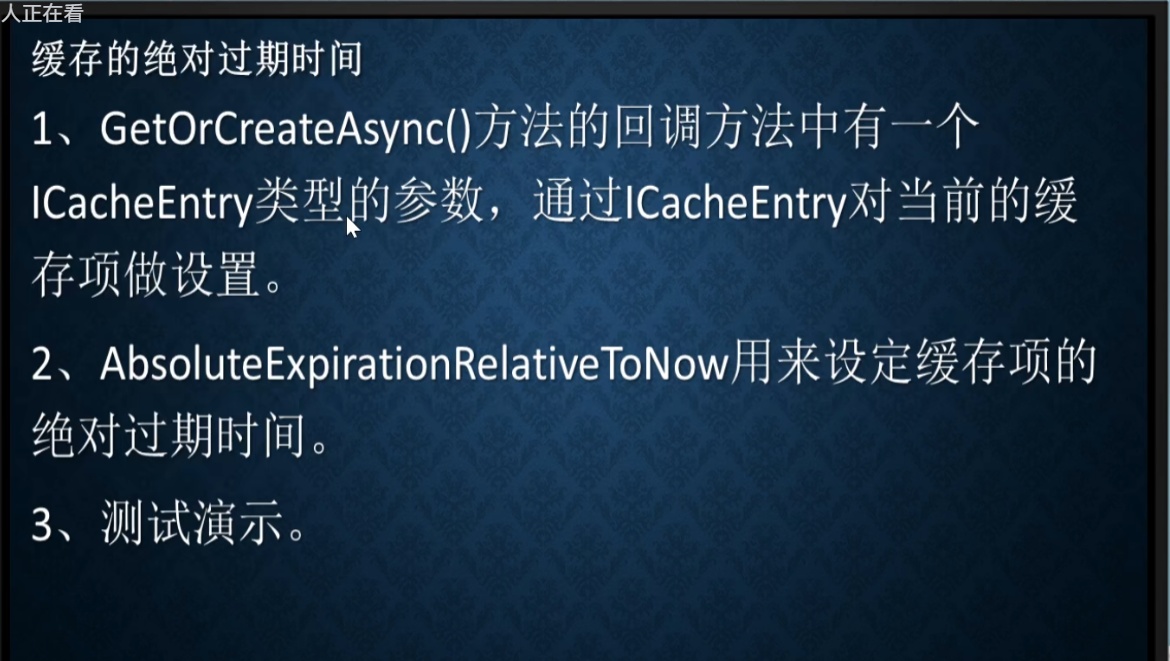 人正在看
缓存的绝对过期时间
1、GetOrCreateAsync()方法的回调方法中有一个
ICacheEntry类型的参数，通过ICacheEntry对当前的缓
存项做设置。
2、AbsoluteExpirationRelativeToNow用来设定缓存项的
绝对过期时间。
3、测试演示。